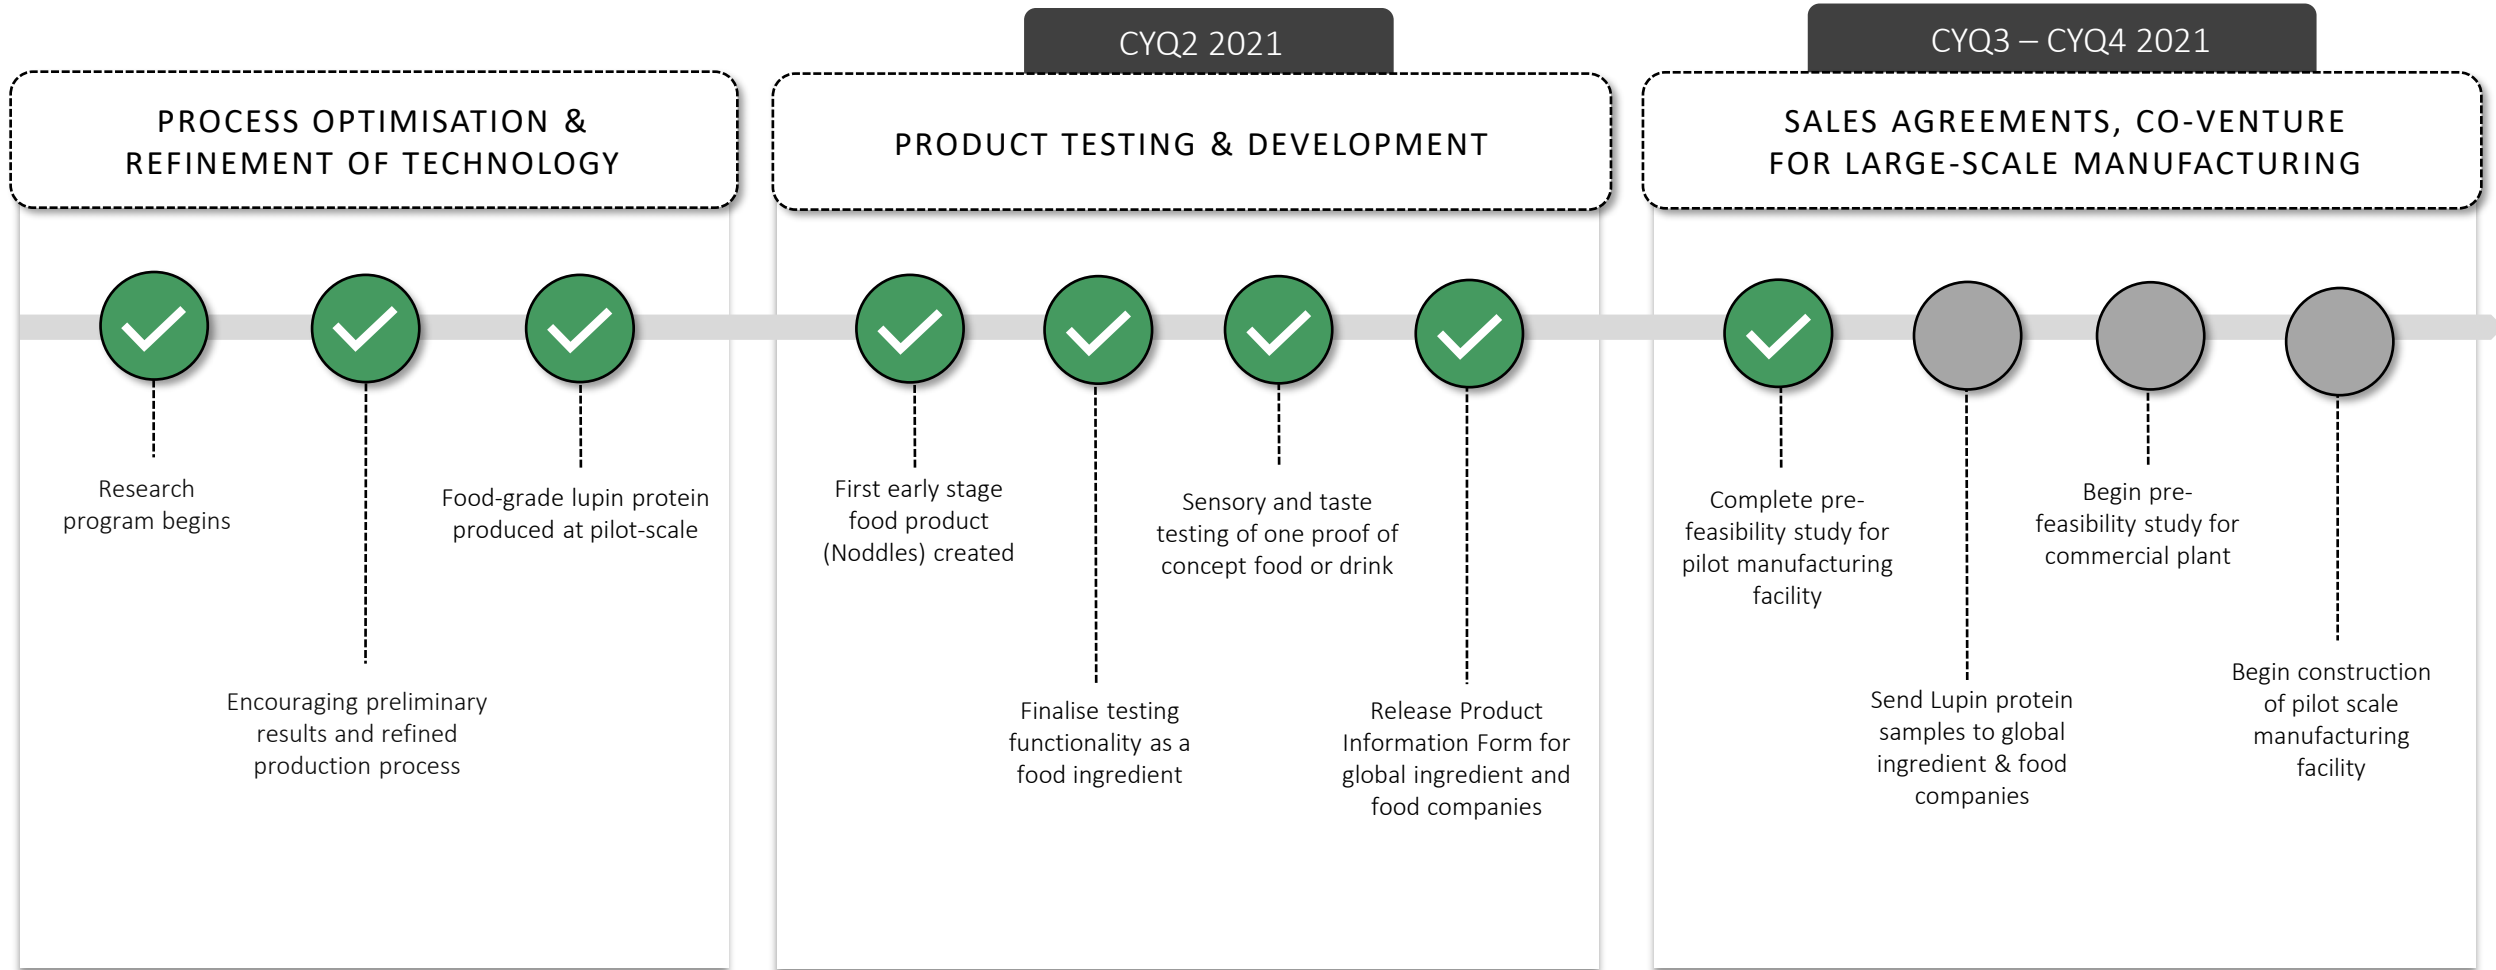 CYQ2 2021
CYQ3 – CYQ4 2021
PROCESS OPTIMISATION &
REFINEMENT OF TECHNOLOGY
PRODUCT TESTING & DEVELOPMENT
SALES AGREEMENTS, CO-VENTURE
FOR LARGE-SCALE MANUFACTURING
Research
program begins
Encouraging preliminary
results and refined
production process
Food-grade lupin protein
produced at pilot-scale
First early stage
food product
(Noddles) created
Finalise testing
functionality as a
food ingredient
Sensory and taste
testing of one proof of
concept food or drink
Release Product
Information Form for
global ingredient and
food companies
Complete pre-
feasibility study for
pilot manufacturing
facility
Send Lupin protein
samples to global
ingredient & food
companies
Begin pre-
feasibility study for
commercial plant
Begin construction
of pilot scale
manufacturing
facility